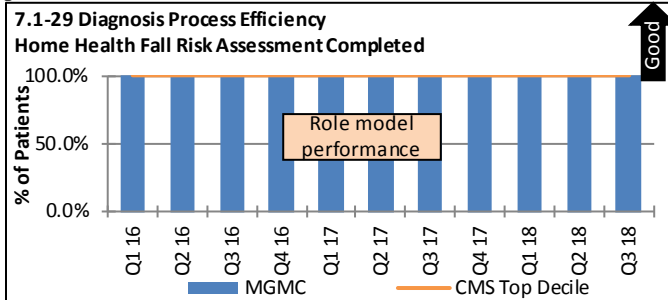 7.1-29 Diagnosis Process Efficiency
Home Health Fall Risk Assessment Completed
Good
% of Patients
100.0%
50.0%
0.0%
Role model
performance
Q1 16
Q2 16
Q3 16
Q4 16
Q1 17
Q2 17
Q3 17
Q4 17
Q1 18
Q2 18
Q3 18
MGMC
CMS Top Decile